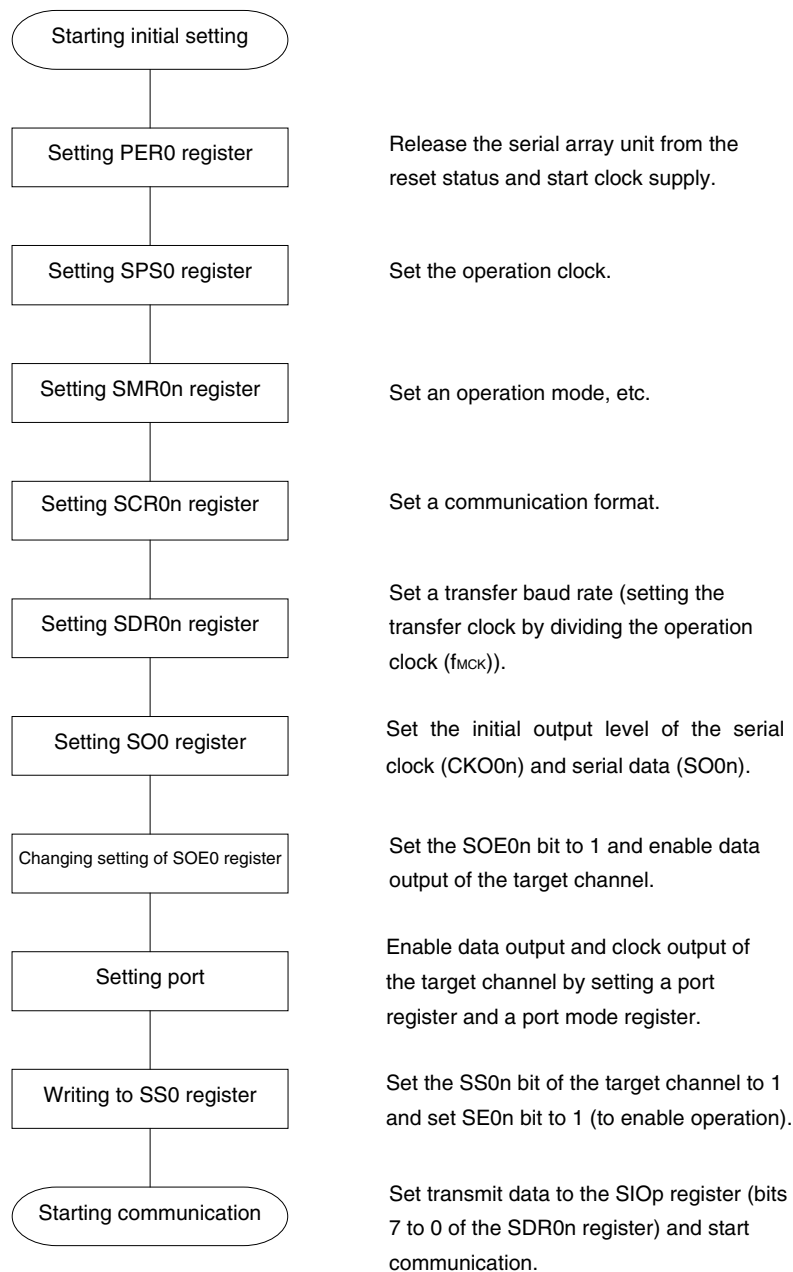 Starting initial setting
Setting PER0 register
Release the serial array unit from the
reset status and start clock supply.
Setting SPS0 register
Set the operation clock.
Setting SMR0n register
Set an operation mode, etc.
Setting SCR0n register
Set a communication format.
Setting SDR0n register
Set a transfer baud rate (setting the
transfer clock by dividing the operation
clock (fMCK)).
Setting SO0 register
Set the initial output level of the serial
clock (CKO0n) and serial data (SO0n).
Changing setting of SOE0 register
Set the SOE0n bit to 1 and enable data
output of the target channel.
Setting port
Enable data output and clock output of
the target channel by setting a port
register and a port mode register.
Writing to SS0 register
Set the SS0n bit of the target channel to 1
and set SE0n bit to 1 (to enable operation).
Starting communication
Set transmit data to the SIOp register (bits
7 to 0 of the SDR0n register) and start
communication.